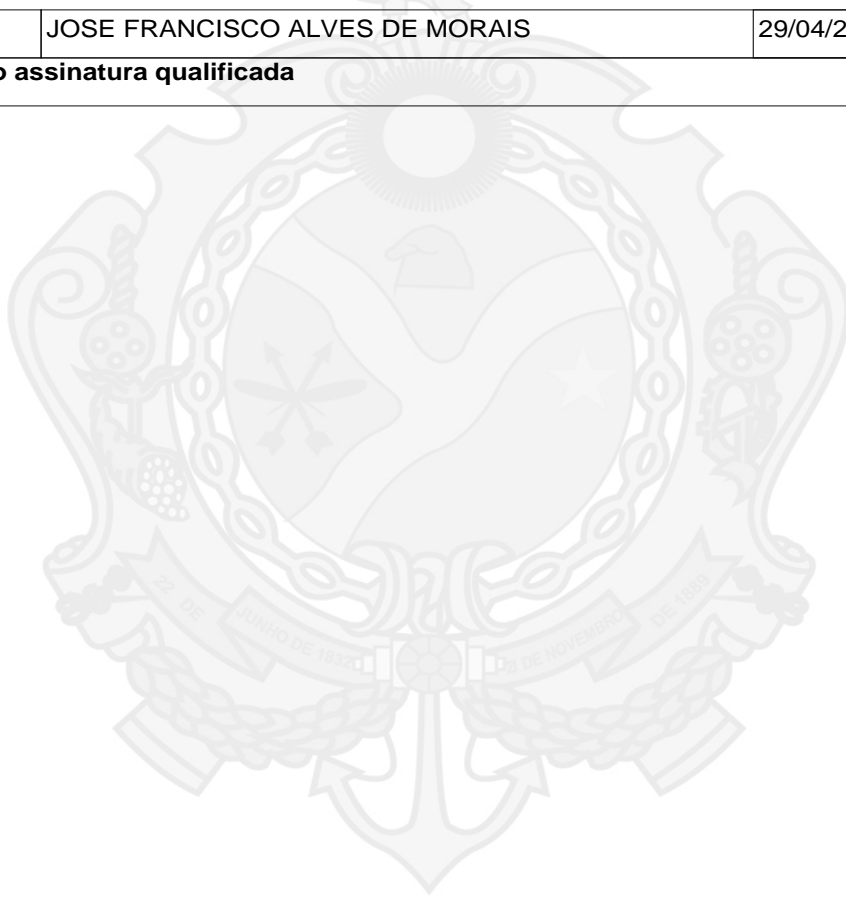 JOSE FRANCISCO ALVES DE MORAIS 29/04/2
o assinatura qualificada
22 DE JUNHO DE 1832 21 DE NOVEMBRO DE 1889